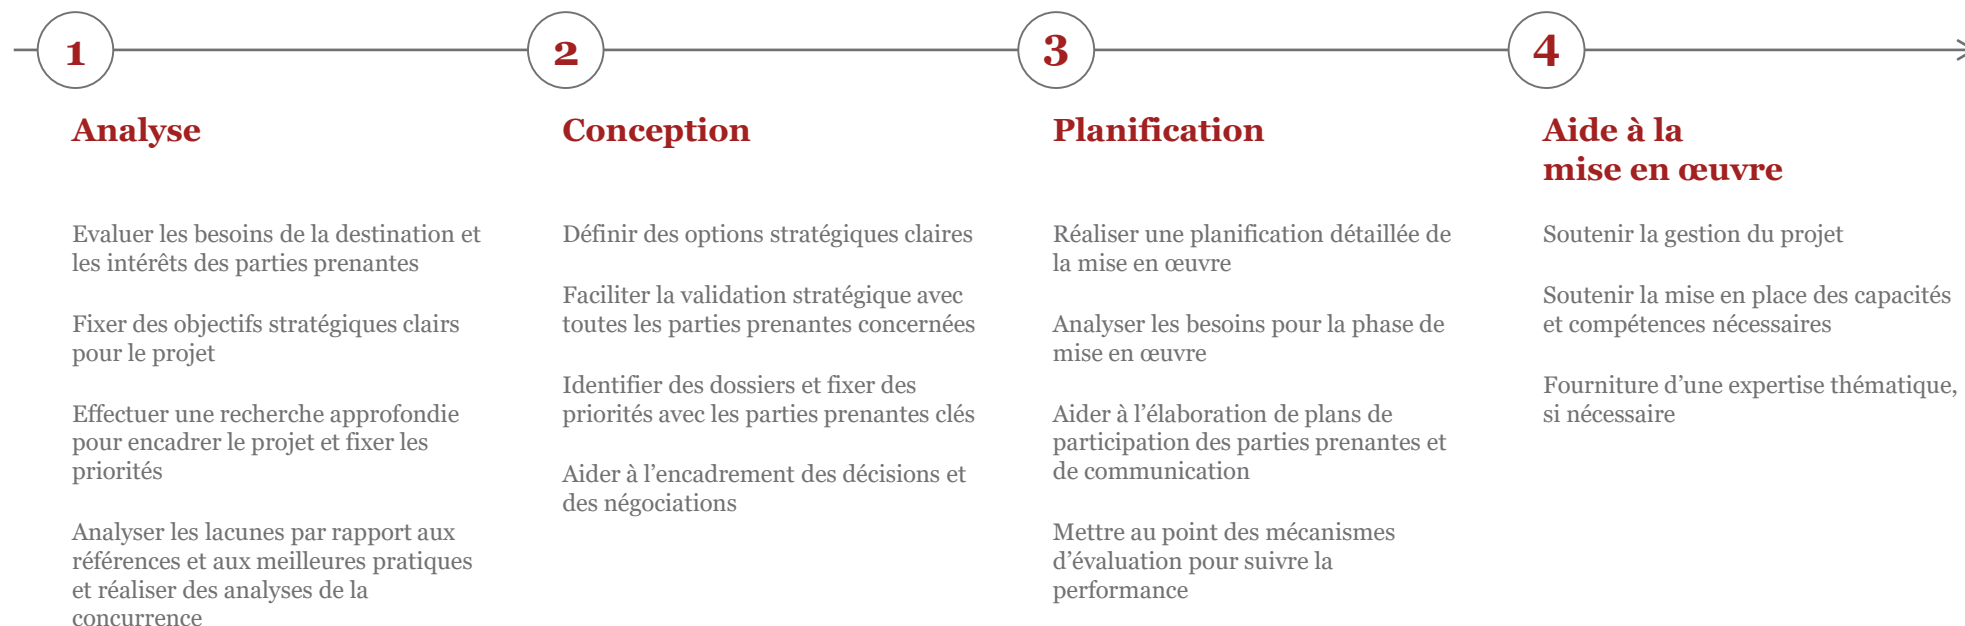 1
2
3
4
Analyse
Evaluer les besoins de la destination et
les intérêts des parties prenantes
Fixer des objectifs stratégiques clairs
pour le projet
Effectuer une recherche approfondie
pour encadrer le projet et fixer les
priorités
Analyser les lacunes par rapport aux
références et aux meilleures pratiques
et réaliser des analyses de la
concurrence
Conception
Définir des options stratégiques claires
Faciliter la validation stratégique avec
toutes les parties prenantes concernées
Identifier des dossiers et fixer des
priorités avec les parties prenantes clés
Aider à l’encadrement des décisions et
des négociations
Planification
Réaliser une planification détaillée de
la mise en œuvre
Analyser les besoins pour la phase de
mise en œuvre
Aider à l’élaboration de plans de
participation des parties prenantes et
de communication
Mettre au point des mécanismes
d’évaluation pour suivre la
performance
Aide à la
mise en œuvre
Soutenir la gestion du projet
Soutenir la mise en place des capacités
et compétences nécessaires
Fourniture d’une expertise thématique,
si nécessaire